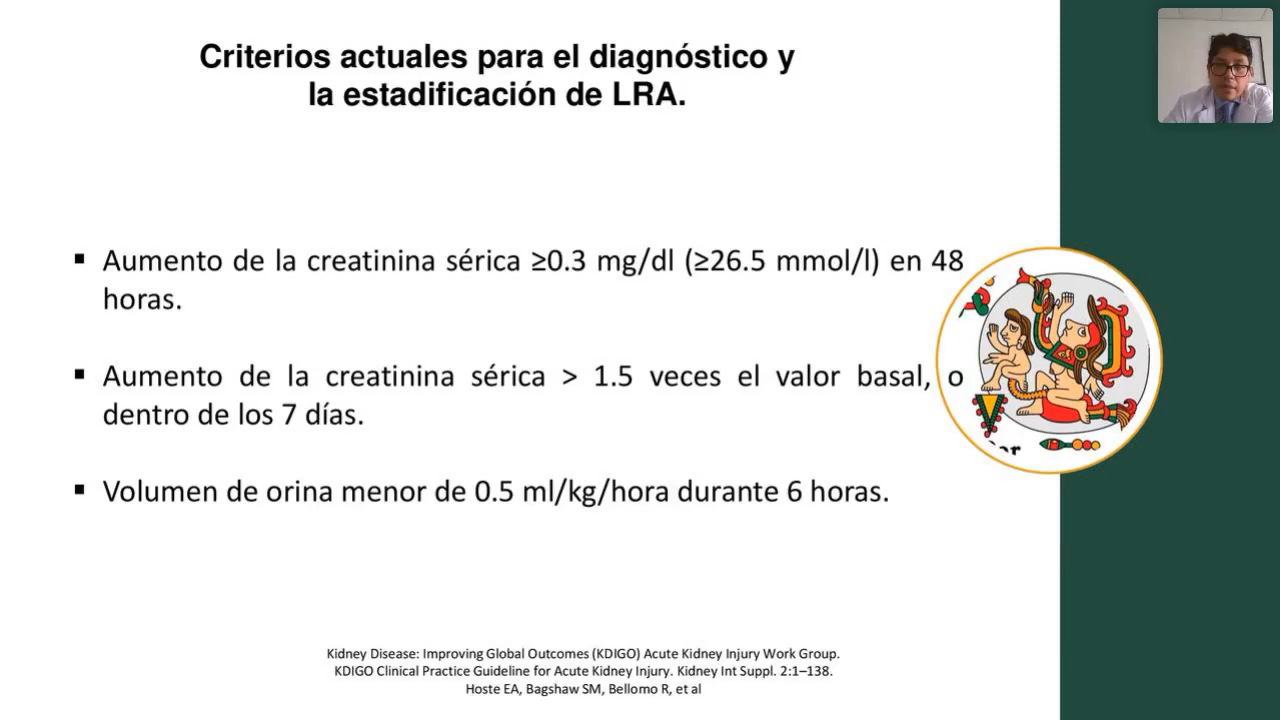 Criterios actuales para el diagnóstico y
la estadificación de LRA.
▪ Aumento de la creatinina sérica ≥0.3 mg/dl (≥26.5 mmol/l) en 48
horas.
▪ Aumento de la creatinina sérica > 1.5 veces el valor basal, o
dentro de los 7 días.
▪ Volumen de orina menor de 0.5 ml/kg/hora durante 6 horas.
Kidney Disease: Improving Global Outcomes (KDIGO) Acute Kidney Injury Work Group.
KDIGO Clinical Practice Guideline for Acute Kidney Injury. Kidney Int Suppl. 2:1–138.
Hoste EA, Bagshaw SM, Bellomo R, et al